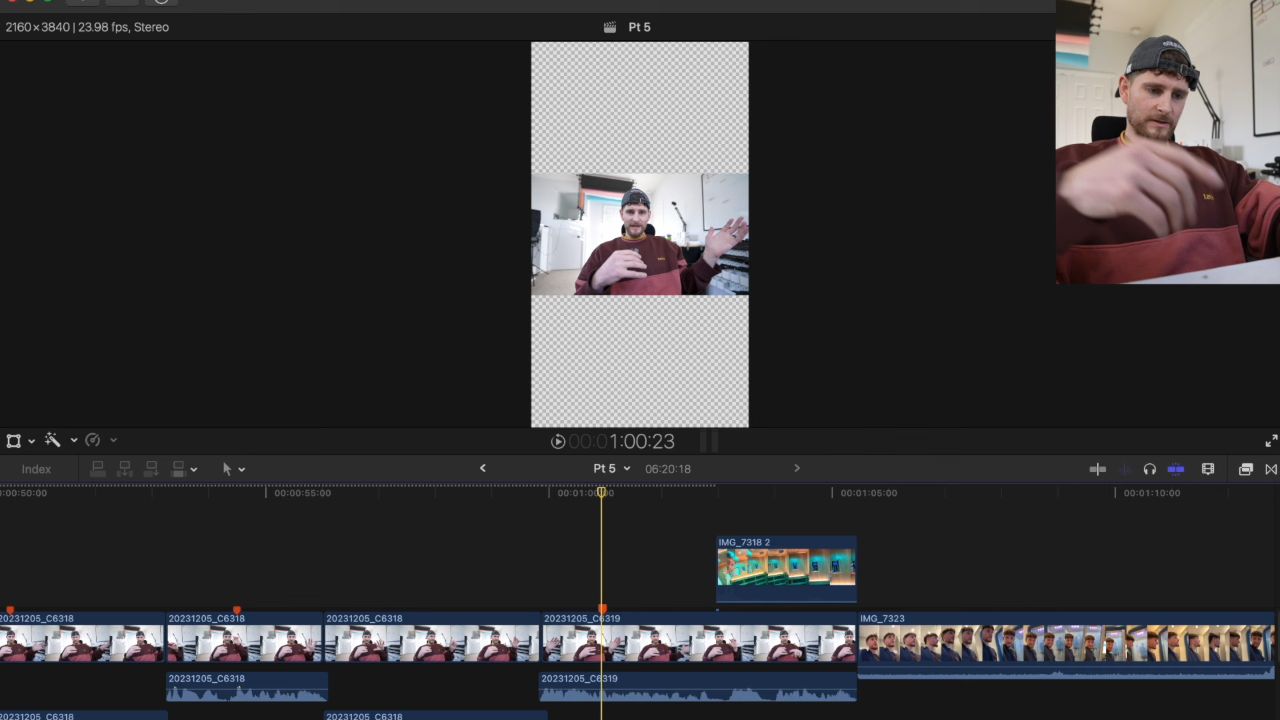 2160×3840 | 23.98 fps, Stereo
Pt 5
00:01:00:23
Index
Pt 5
06:20:18
00:00:50:00
00:00:55:00
00:01:00:00
00:01:05:00
00:01:10:00
IMG_7318 2
20231205_C6318
20231205_C6318
20231205_C6318
20231205_C6319
IMG_7323
20231205_C6318
20231205_C6319
20231205_C6318
20231205_C6318